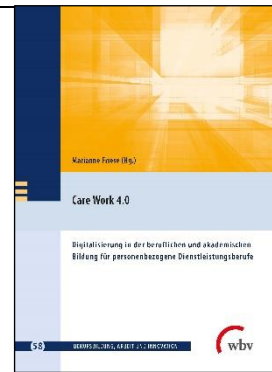 Marianne Friese (Hg.)
Care Work 4.0
Digitalisierung in der beruflichen und akademischen
Bildung für personenbezogene Dienstleistungsberufe
58
BERUFSBILDUNG, ARBEIT UND INNOVATION
wbv